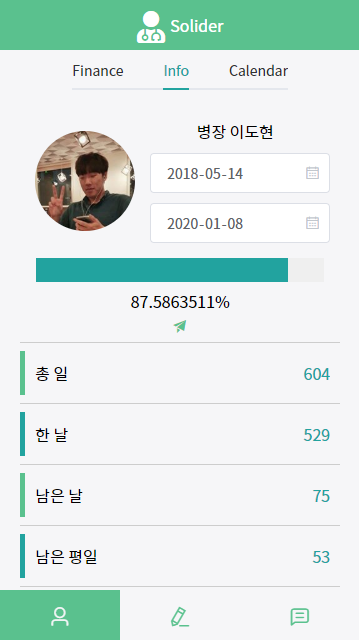 Solider
Finance Info Calendar
병장 이도현
2018-05-14
2020-01-08
87.5863511%
총 일 604
한 날 529
남은 날 75
남은 평일 53